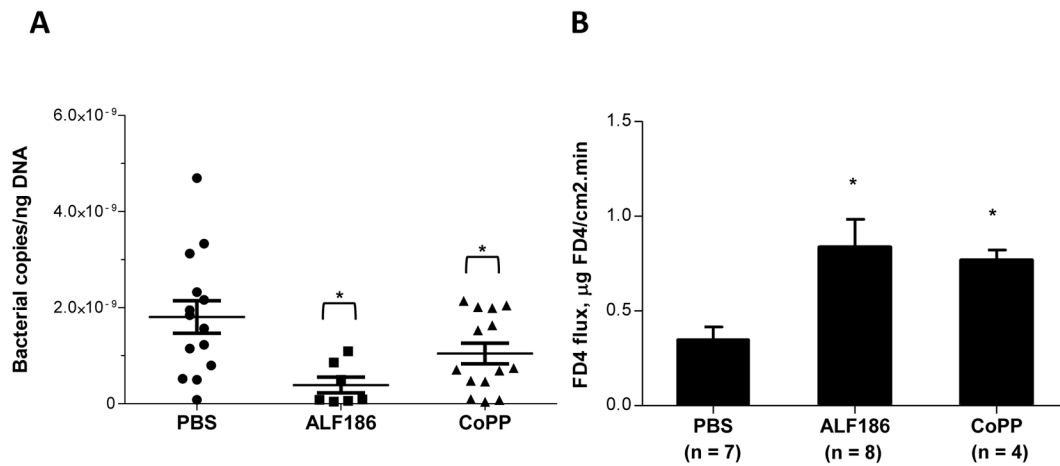 A
Bacterial copies/ng DNA
6.0x10⁻⁹
4.0x10⁻⁹
2.0x10⁻⁹
0
*
*
PBS
ALF186
CoPP
B
FD4 flux, µg FD4/cm2.min
1.5
1.0
0.5
0.0
*
*
PBS
(n = 7)
ALF186
(n = 8)
CoPP
(n = 4)